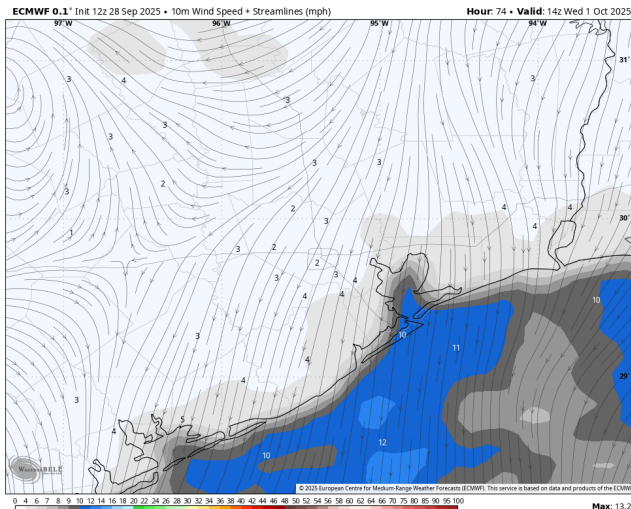 ECMWF 0.1° Init 12z 28 Sep 2025 • 10m Wind Speed + Streamlines (mph)
Hour: 74 • Valid: 14z Wed 1 Oct 2025
97°W 96°W 95°W 94°W
31°
3 4 3
3
3
3
3 3 3
2
3
2 4 4
3 4
30°
1
3 2
2
3 3 4
4 4
10
3 10
11
4
29°
4
3
5
4
12
10
WEATHERBELL
© 2025 European Centre for Medium-Range Weather Forecasts (ECMWF). This service is based on data and products of the ECMWF
0 4 6 7 8 9 10 12 14 16 18 20 22 24 26 28 30 32 34 36 38 40 42 44 46 48 50 52 54 56 58 60 62 64 66 70 75 80 85 90 95 100
Max: 13.2